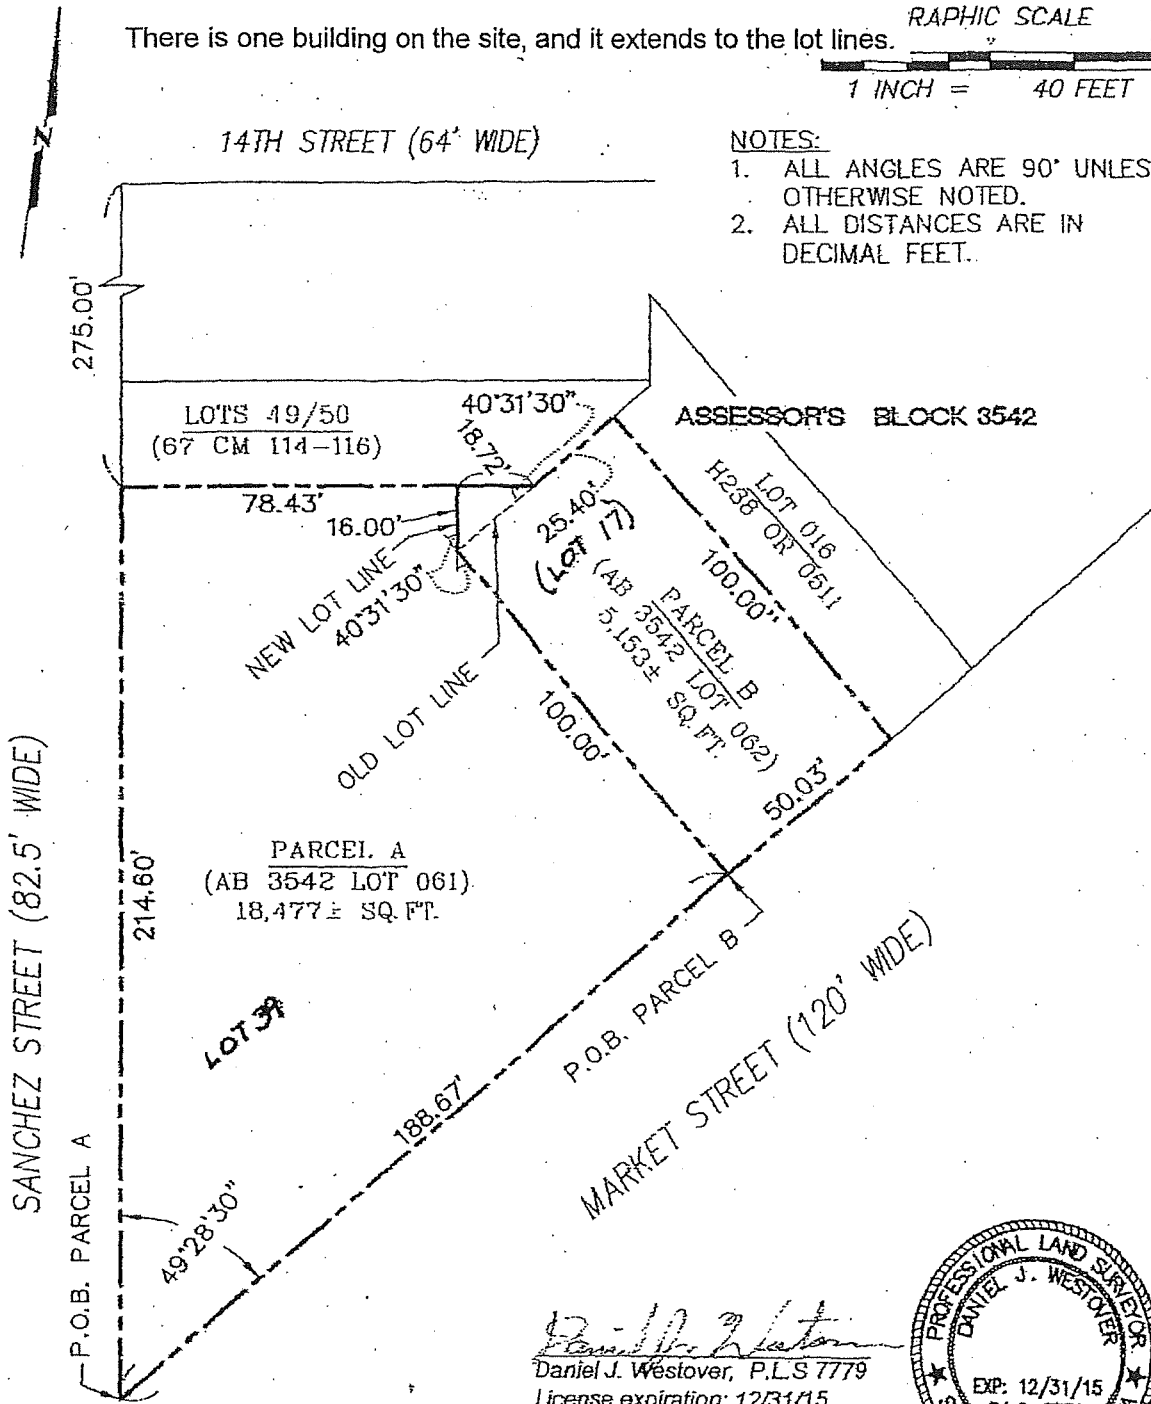 There is one building on the site, and it extends to the lot lines.
RAPHIC SCALE
1 INCH = 40 FEET
N
14TH STREET (64' WIDE)
NOTES:
1. ALL ANGLES ARE 90° UNLES
OTHERWISE NOTED.
2. ALL DISTANCES ARE IN
DECIMAL FEET.
275.00'
LOTS 49/50
(67 CM 114-116)
40°31'30"
18.72'
ASSESSOR'S BLOCK 3542
78.43'
16.00'
25.40'
(LOT 17)
LOT 016
H238 OR 0511
NEW LOT LINE
40°31'30"
OLD LOT LINE
100.00'
PARCEL B
(AB 3542 LOT 062)
5,153± SQ.FT.
100.00'
50.03'
SANCHEZ STREET (82.5' WIDE)
214.60'
PARCEL A
(AB 3542 LOT 061)
18,477± SQ.FT.
LOT 39
P.O.B. PARCEL B
MARKET STREET (120' WIDE)
188.67'
49°28'30"
P.O.B. PARCEL A
Daniel J. Westover, P.L.S 7779
License expiration: 12/31/15
PROFESSIONAL LAND SURVEYOR
DANIEL J. WESTOVER
EXP: 12/31/15